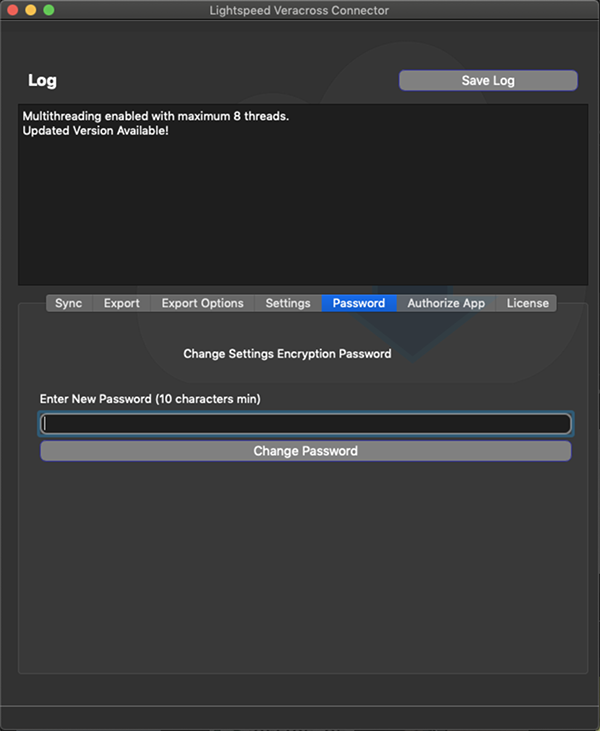 Lightspeed Veracross Connector
Log
Save Log
Multithreading enabled with maximum 8 threads.
Updated Version Available!
Sync Export Export Options Settings Password Authorize App License
Change Settings Encryption Password
Enter New Password (10 characters min)
Change Password